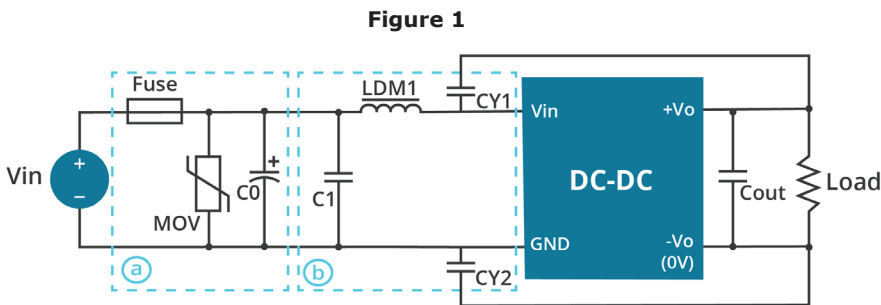 Figure 1
Fuse
LDM1
CY1
Vin
+Vo
+
−
Vin
MOV
+
C0
C1
DC-DC
Cout
Load
GND
-Vo
(0V)
a
b
CY2